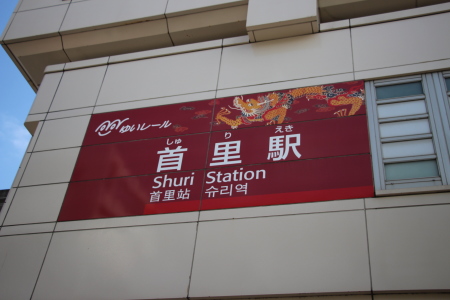 ゆいレール
しゅ り えき
首里駅
Shuri Station
首里站 슈리역